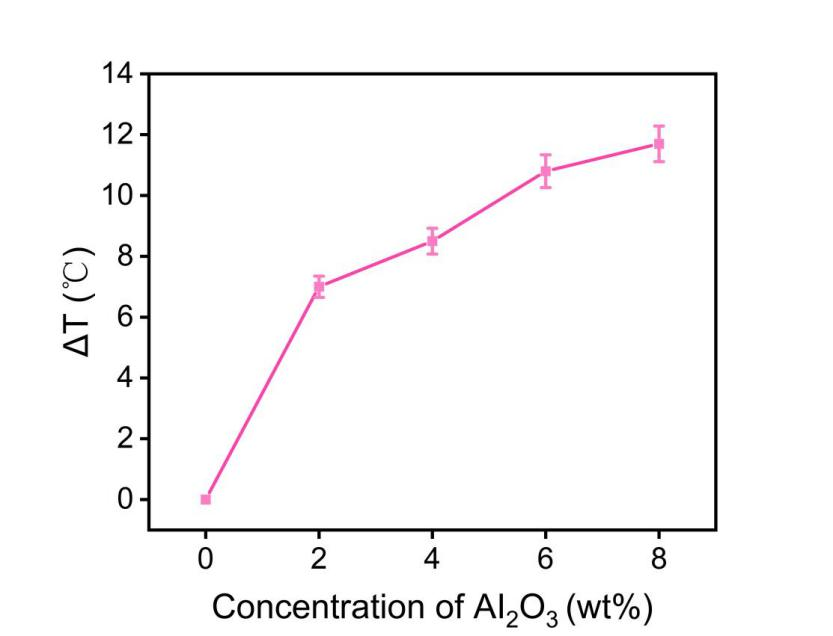 14
12
10
8
6
4
2
0
ΔT (℃)
0 2 4 6 8
Concentration of Al₂O₃ (wt%)